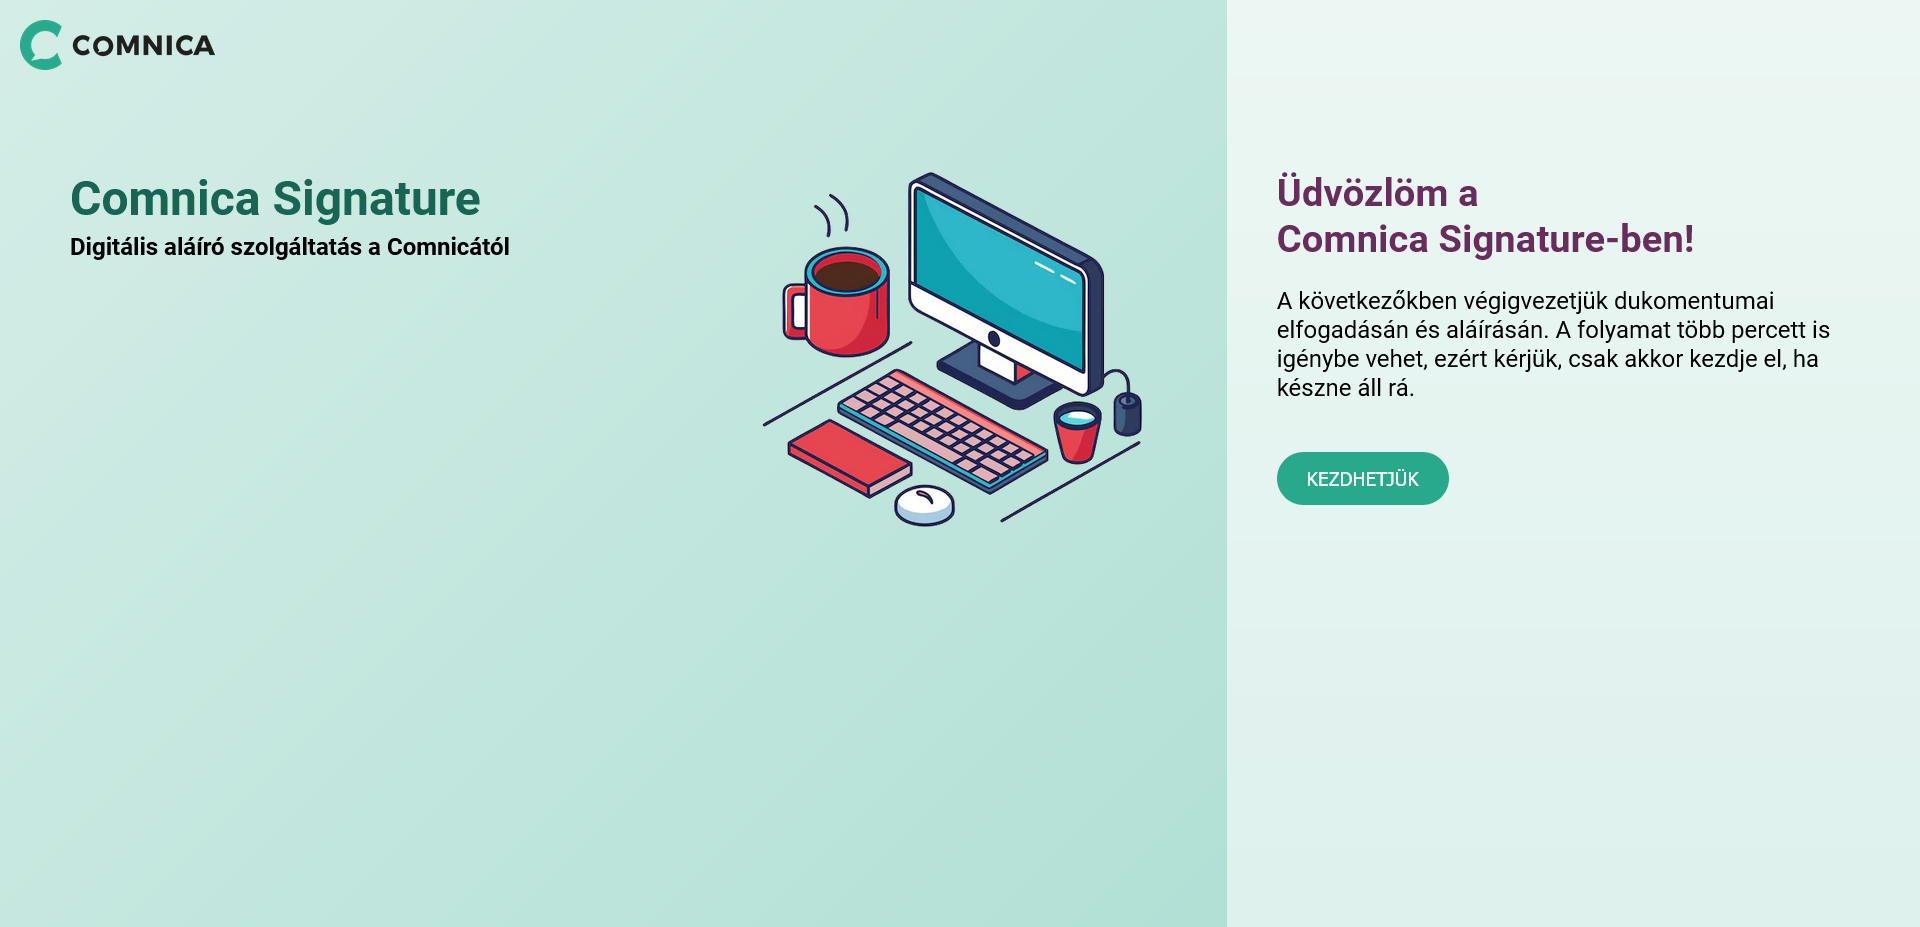 COMNICA
Comnica Signature
Digitális aláíró szolgáltatás a Comnicától
Üdvözlöm a
Comnica Signature-ben!
A következőkben végigvezetjük dukomentumai
elfogadásán és aláírásán. A folyamat több percett is
igénybe vehet, ezért kérjük, csak akkor kezdje el, ha
készne áll rá.
KEZDHETJÜK